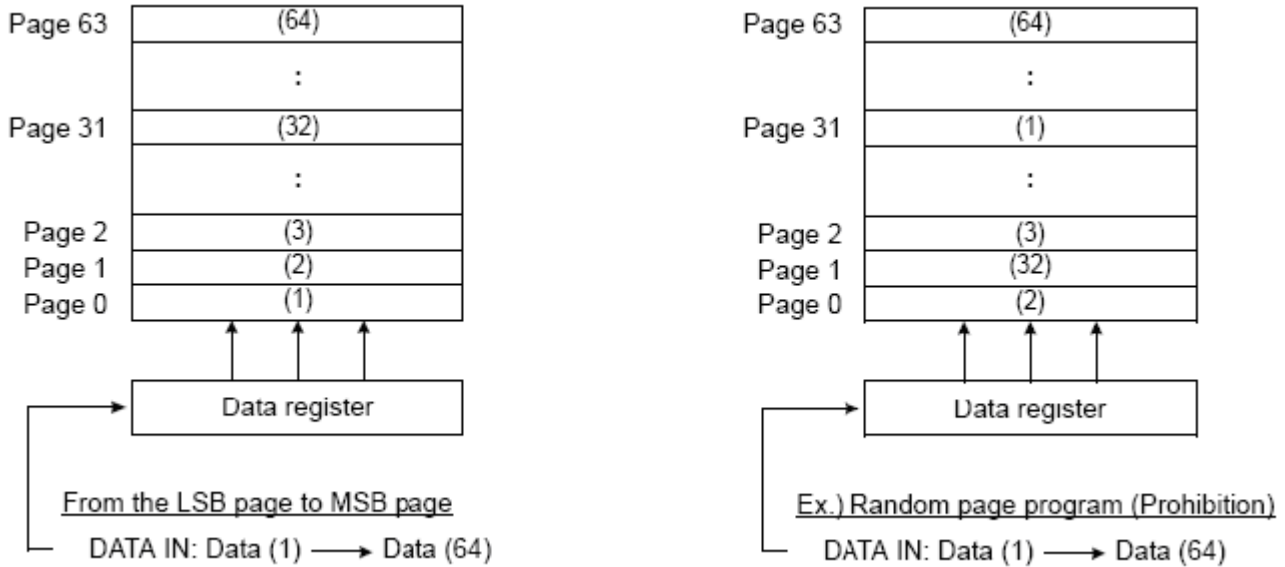 Page 63 (64)
:
Page 31 (32)
:
Page 2 (3)
Page 1 (2)
Page 0 (1)
Data register
From the LSB page to MSB page
DATA IN: Data (1) → Data (64)
Page 63 (64)
:
Page 31 (1)
:
Page 2 (3)
Page 1 (32)
Page 0 (2)
Data register
Ex.) Random page program (Prohibition)
DATA IN: Data (1) → Data (64)